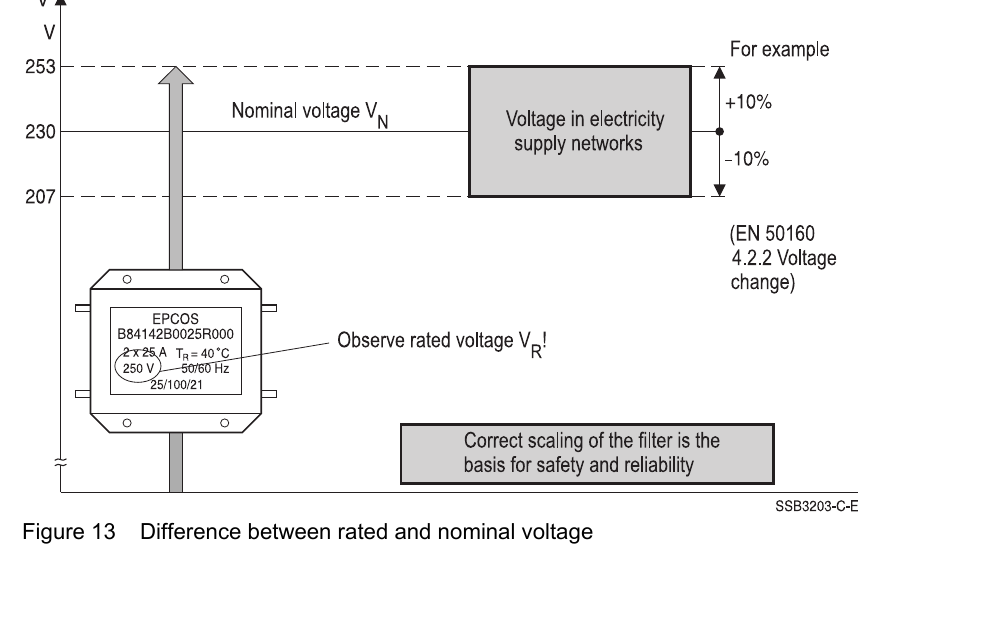 V
V
For example
253
+10%
Nominal voltage VN
Voltage in electricity
supply networks
230
–10%
207
(EN 50160
4.2.2 Voltage
change)
EPCOS
B84142B0025R000
2 x 25 A TR = 40 °C
250 V 50/60 Hz
25/100/21
Observe rated voltage VR!
Correct scaling of the filter is the
basis for safety and reliability
SSB3203-C-E
Figure 13 Difference between rated and nominal voltage